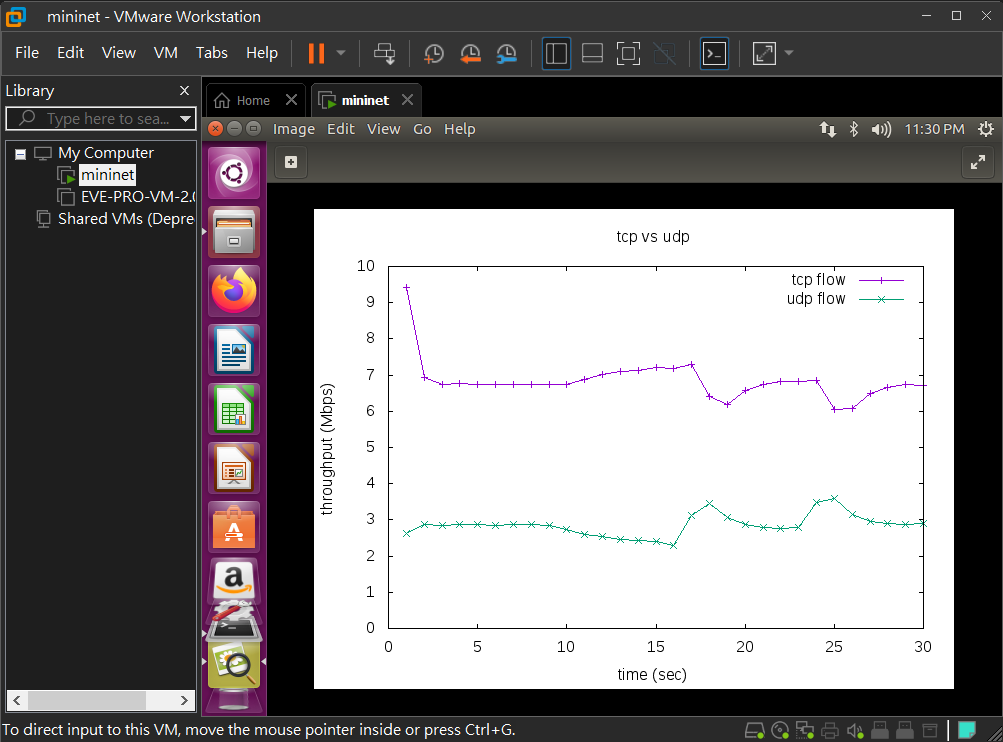 mininet - VMware Workstation
File Edit View VM Tabs Help
Library
Type here to sea...
My Computer
mininet
EVE-PRO-VM-2.0
Shared VMs (Depre
Home
mininet
Image Edit View Go Help
11:30 PM
tcp vs udp
tcp flow
udp flow
throughput (Mbps)
10
9
8
7
6
5
4
3
2
1
0
0 5 10 15 20 25 30
time (sec)
To direct input to this VM, move the mouse pointer inside or press Ctrl+G.